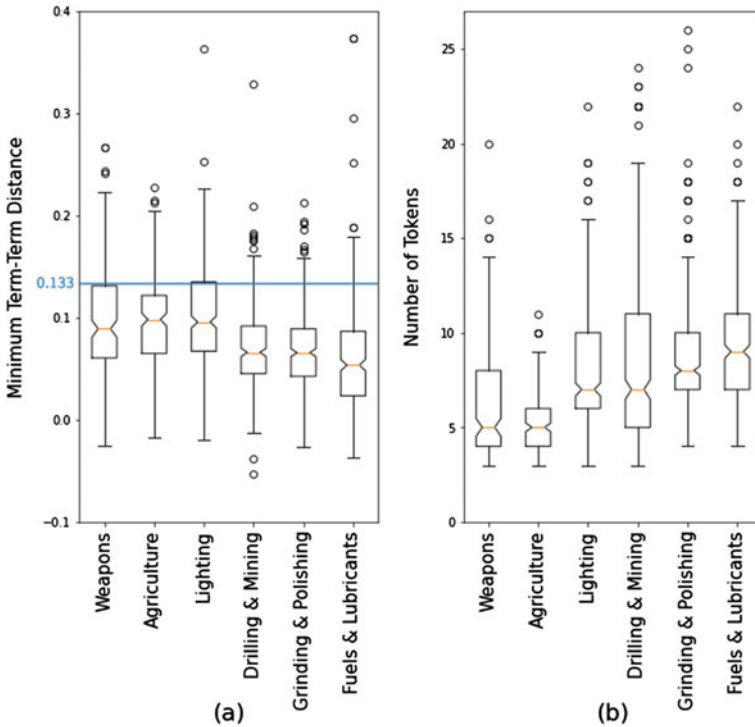 0.4
0.3
0.2
0.133
0.1
0.0
−0.1
Minimum Term-Term Distance
Weapons
Agriculture
Lighting
Drilling & Mining
Grinding & Polishing
Fuels & Lubricants
(a)
25
20
15
10
5
0
Number of Tokens
Weapons
Agriculture
Lighting
Drilling & Mining
Grinding & Polishing
Fuels & Lubricants
(b)